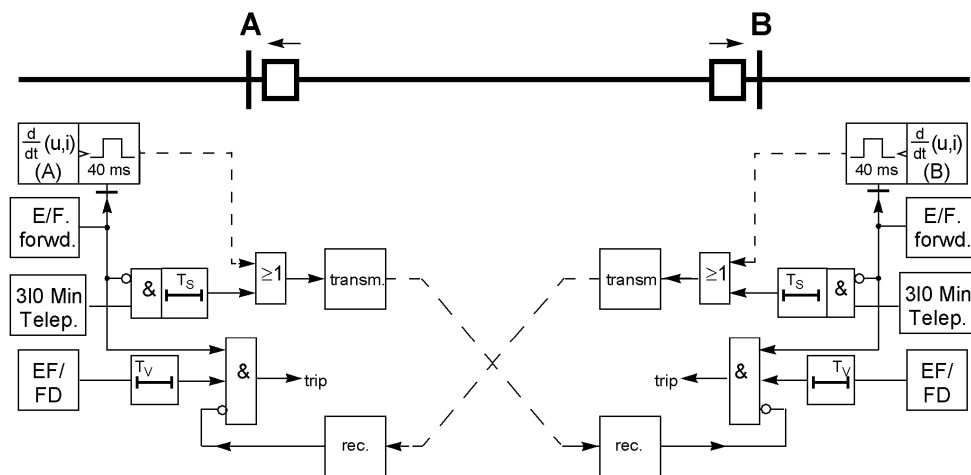 A
B
d/dt (u,i)
(A)
40 ms
d/dt (u,i)
(B)
40 ms
E/F.
forwd.
E/F.
forwd.
3I0 Min
Telep.
& TS
≥1
transm.
transm
≥1
TS &
3I0 Min
Telep.
EF/
FD
TV
&
trip
trip
&
TV
EF/
FD
rec.
rec.